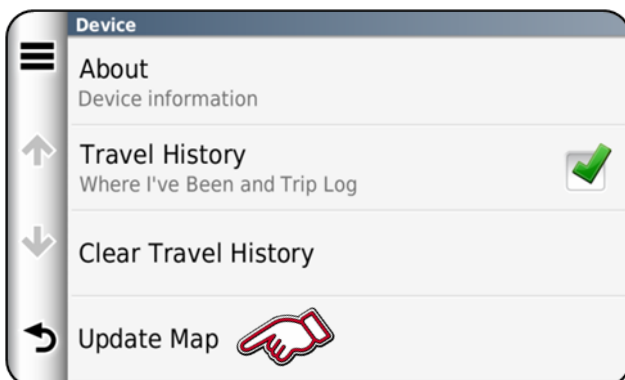 Device
About
Device information
Travel History
Where I've Been and Trip Log
Clear Travel History
Update Map